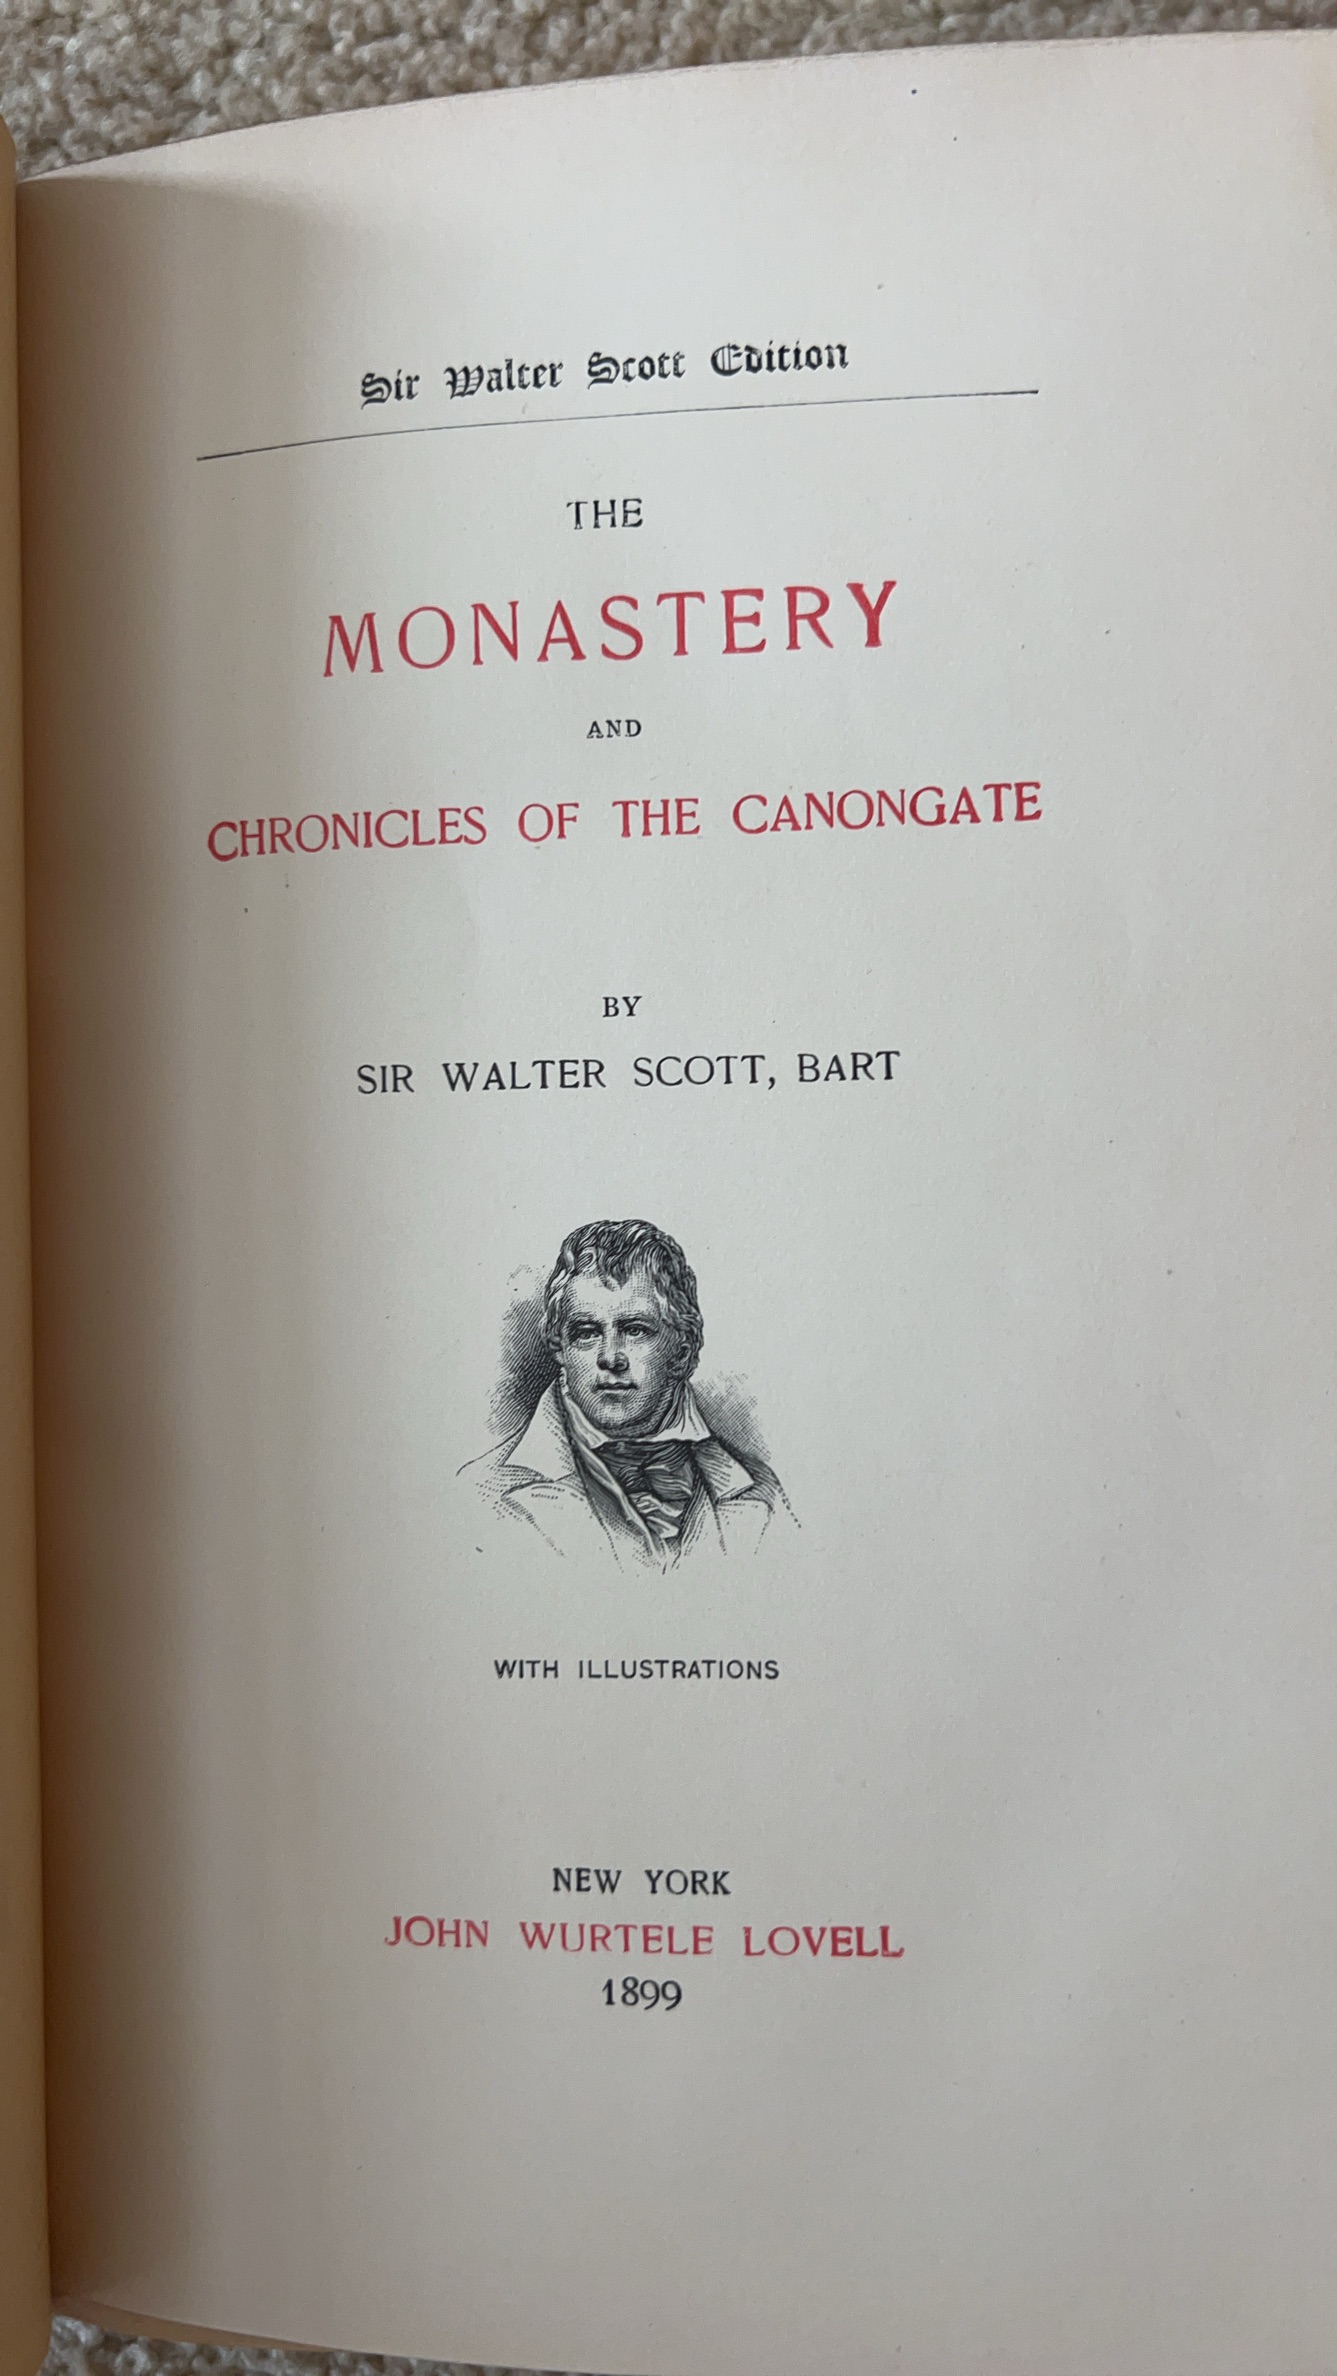 Sir Walter Scott Edition
THE
MONASTERY
AND
CHRONICLES OF THE CANONGATE
BY
SIR WALTER SCOTT, BART
WITH ILLUSTRATIONS
NEW YORK
JOHN WURTELE LOVELL
1899